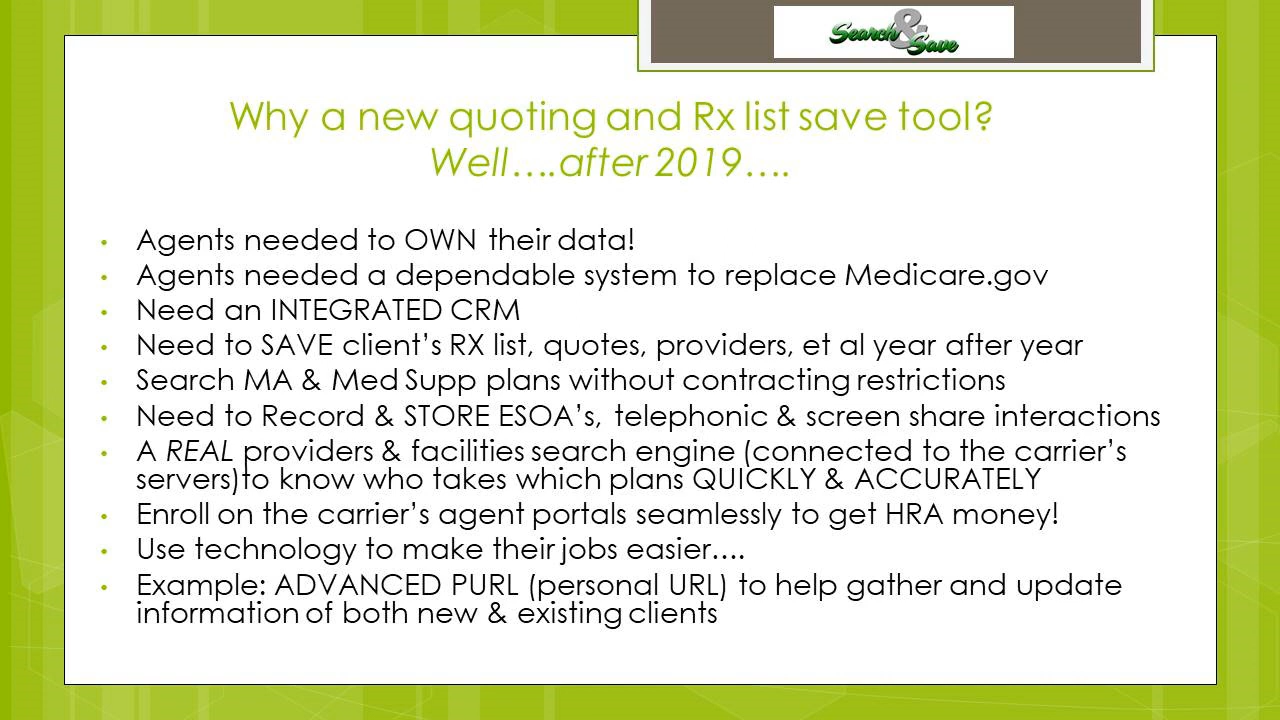 Search & Save
Why a new quoting and Rx list save tool?
Well….after 2019….
• Agents needed to OWN their data!
• Agents needed a dependable system to replace Medicare.gov
• Need an INTEGRATED CRM
• Need to SAVE client’s RX list, quotes, providers, et al year after year
• Search MA & Med Supp plans without contracting restrictions
• Need to Record & STORE ESOA’s, telephonic & screen share interactions
• A REAL providers & facilities search engine (connected to the carrier’s
servers)to know who takes which plans QUICKLY & ACCURATELY
• Enroll on the carrier’s agent portals seamlessly to get HRA money!
• Use technology to make their jobs easier….
• Example: ADVANCED PURL (personal URL) to help gather and update
information of both new & existing clients